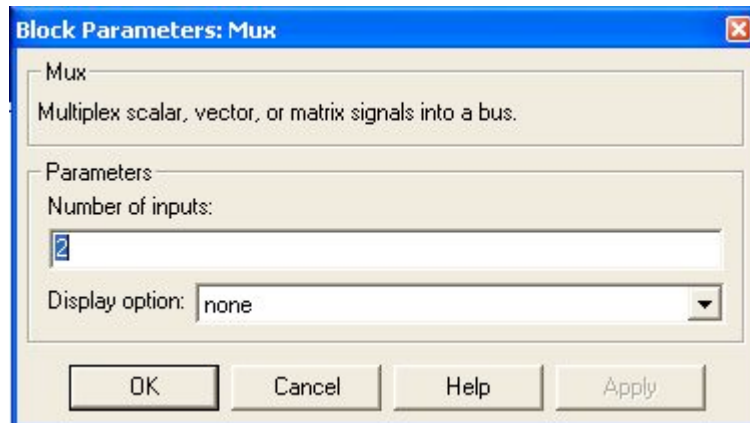 Block Parameters: Mux
Mux
Multiplex scalar, vector, or matrix signals into a bus.
Parameters
Number of inputs:
2
Display option: none
OK Cancel Help Apply